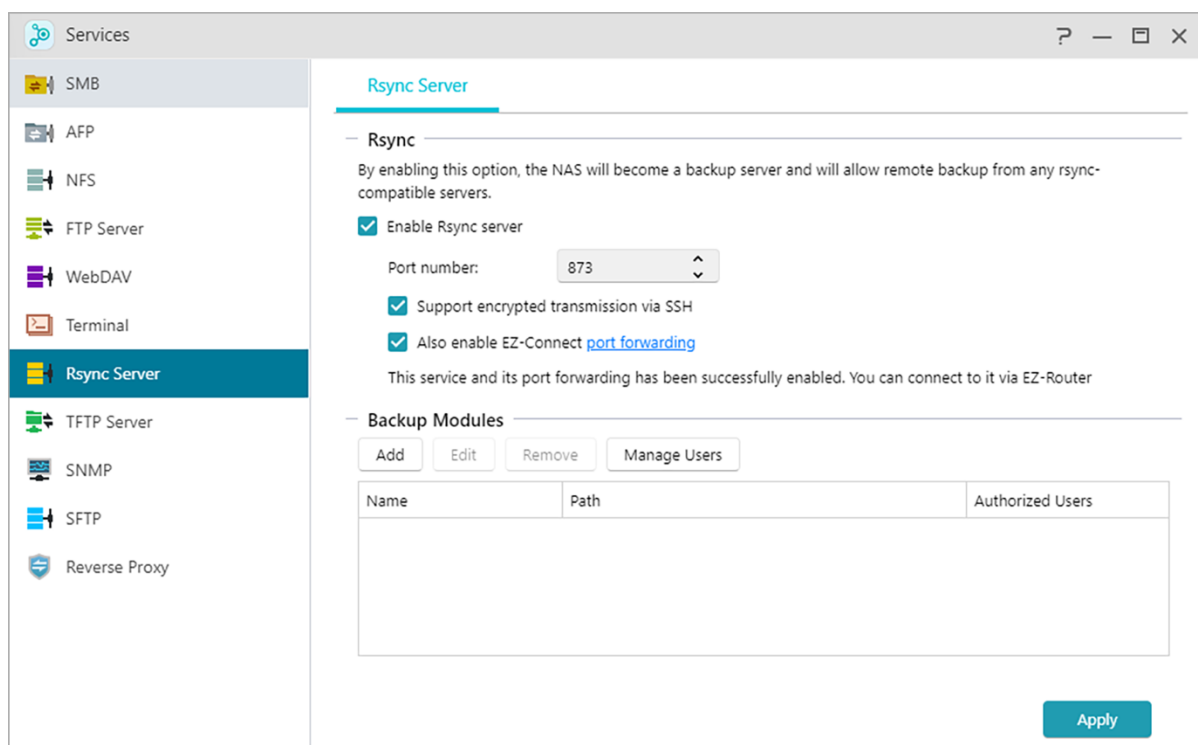 Services
SMB
AFP
NFS
FTP Server
WebDAV
Terminal
Rsync Server
TFTP Server
SNMP
SFTP
Reverse Proxy
Rsync Server
Rsync
By enabling this option, the NAS will become a backup server and will allow remote backup from any rsync-
compatible servers.
Enable Rsync server
Port number: 873
Support encrypted transmission via SSH
Also enable EZ-Connect port forwarding
This service and its port forwarding has been successfully enabled. You can connect to it via EZ-Router
Backup Modules
Add Edit Remove Manage Users
Name Path Authorized Users
Apply